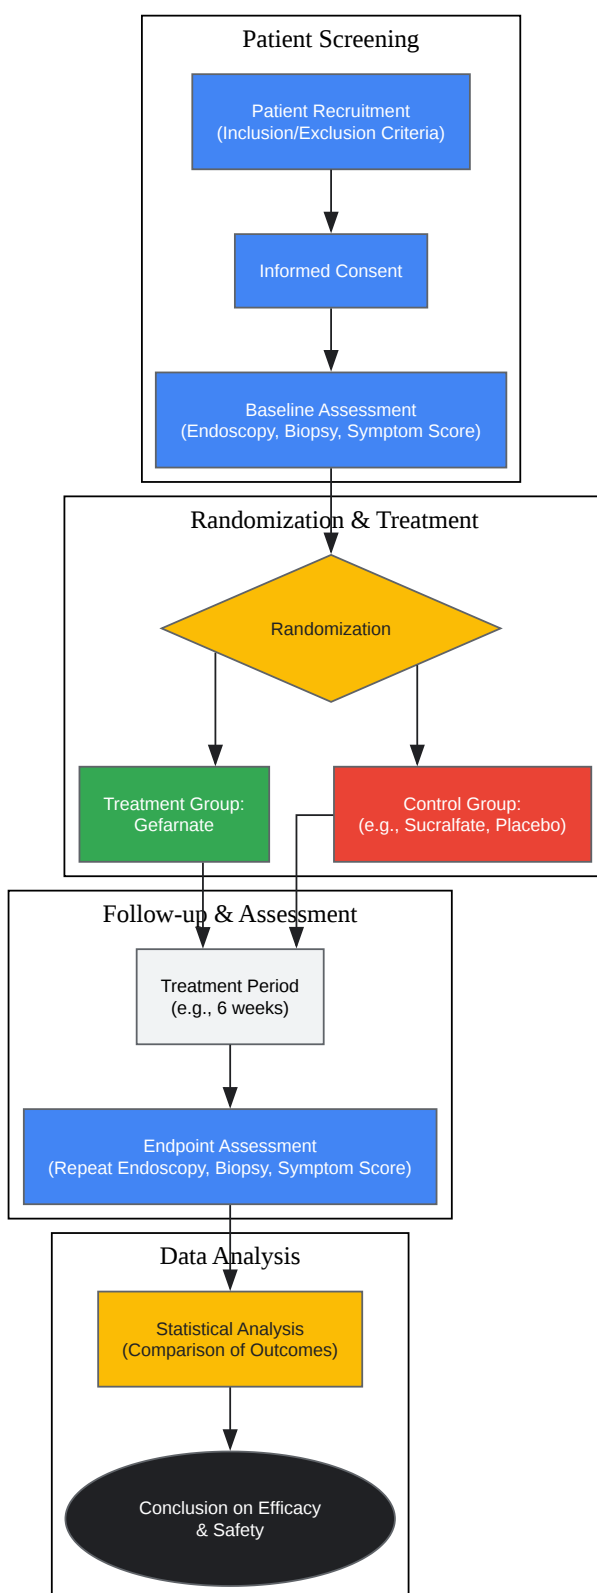 Patient Screening
Patient Recruitment
(Inclusion/Exclusion Criteria)
Informed Consent
Baseline Assessment
(Endoscopy, Biopsy, Symptom Score)
Randomization & Treatment
Randomization
Treatment Group:
Gefarnate
Control Group:
(e.g., Sucralfate, Placebo)
Follow-up & Assessment
Treatment Period
(e.g., 6 weeks)
Endpoint Assessment
(Repeat Endoscopy, Biopsy, Symptom Score)
Data Analysis
Statistical Analysis
(Comparison of Outcomes)
Conclusion on Efficacy
& Safety